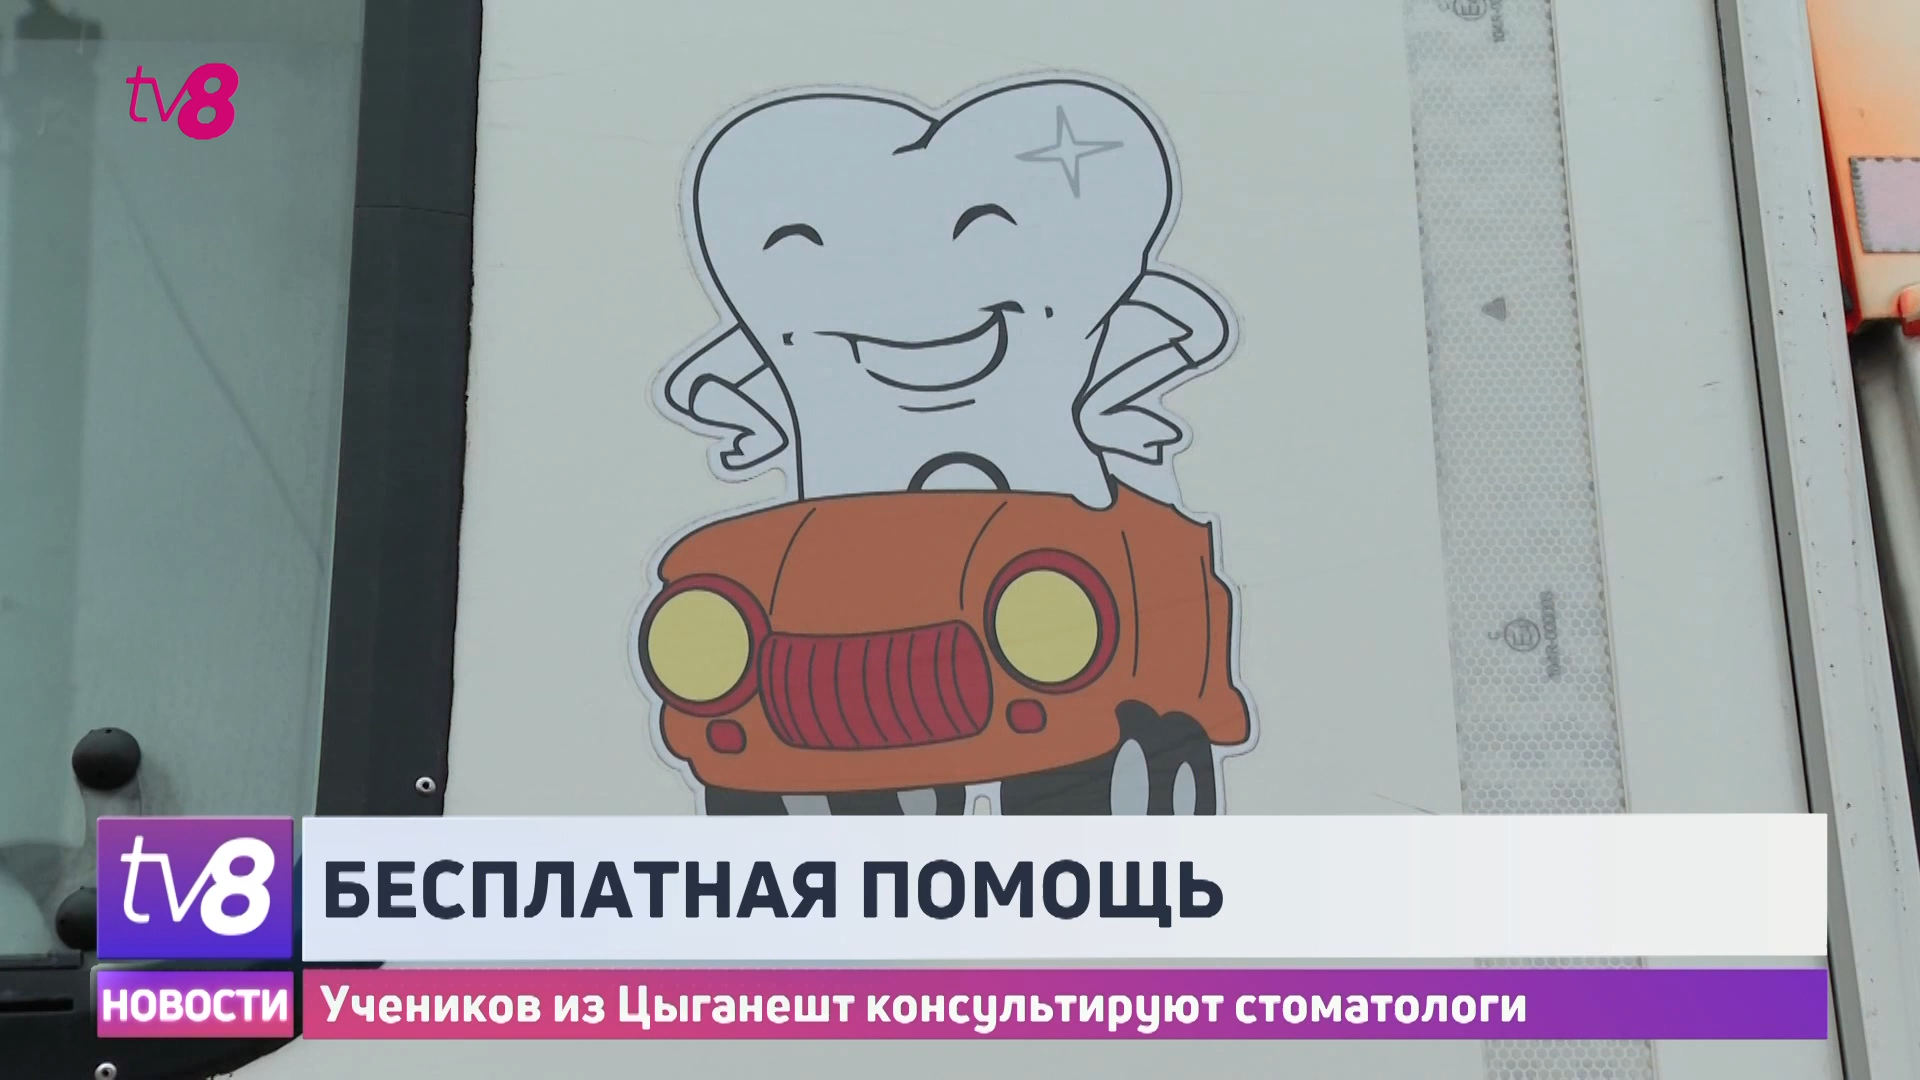 tv8
БЕСПЛАТНАЯ ПОМОЩЬ
tv8
НОВОСТИ
Учеников из Цыганешт консультируют стоматологи